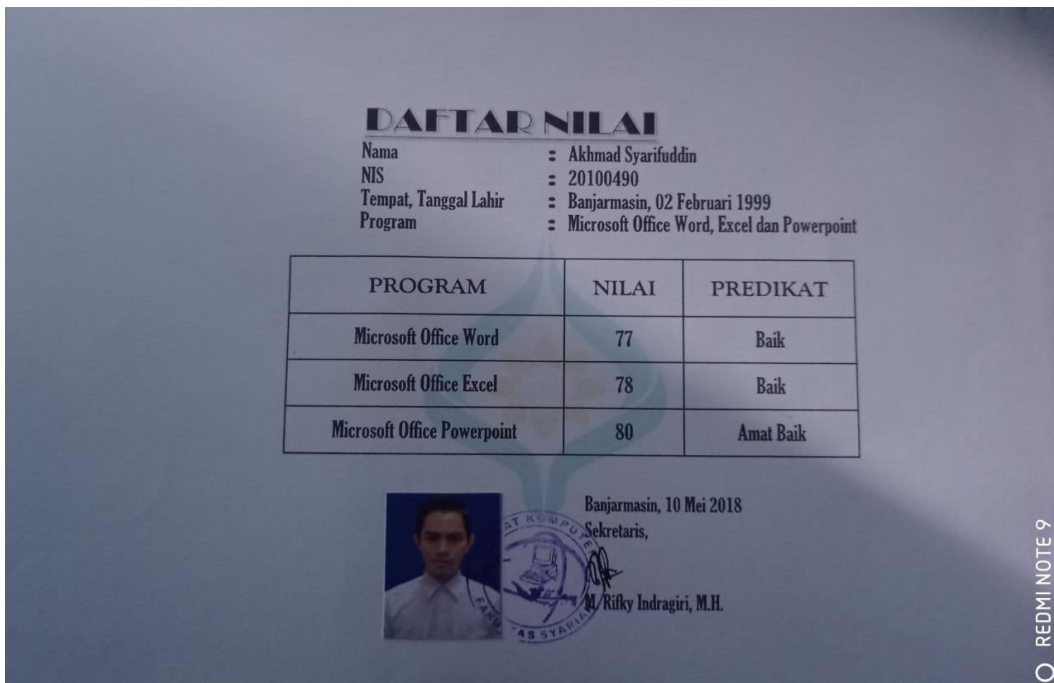 DAFTAR NILAI
Nama : Akhmad Syarifuddin
NIS : 20100490
Tempat, Tanggal Lahir : Banjarmasin, 02 Februari 1999
Program : Microsoft Office Word, Excel dan Powerpoint
PROGRAM NILAI PREDIKAT
Microsoft Office Word 77 Baik
Microsoft Office Excel 78 Baik
Microsoft Office Powerpoint 80 Amat Baik
Banjarmasin, 10 Mei 2018
Sekretaris,
M. Rifky Indragiri, M.H.
REDMI NOTE 9